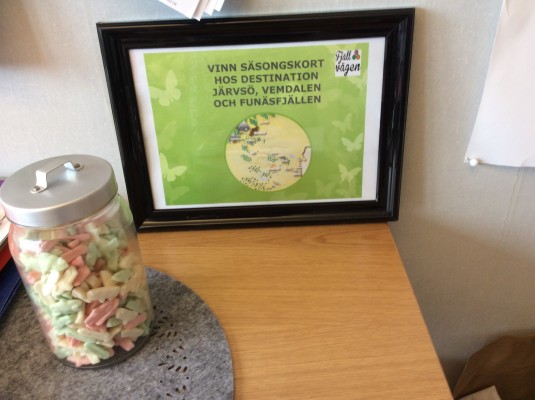 VINN SÄSONGSKORT
HOS DESTINATION
JÄRVSÖ, VEMDALEN
OCH FUNÄSFJÄLLEN
Fjäll
vägen